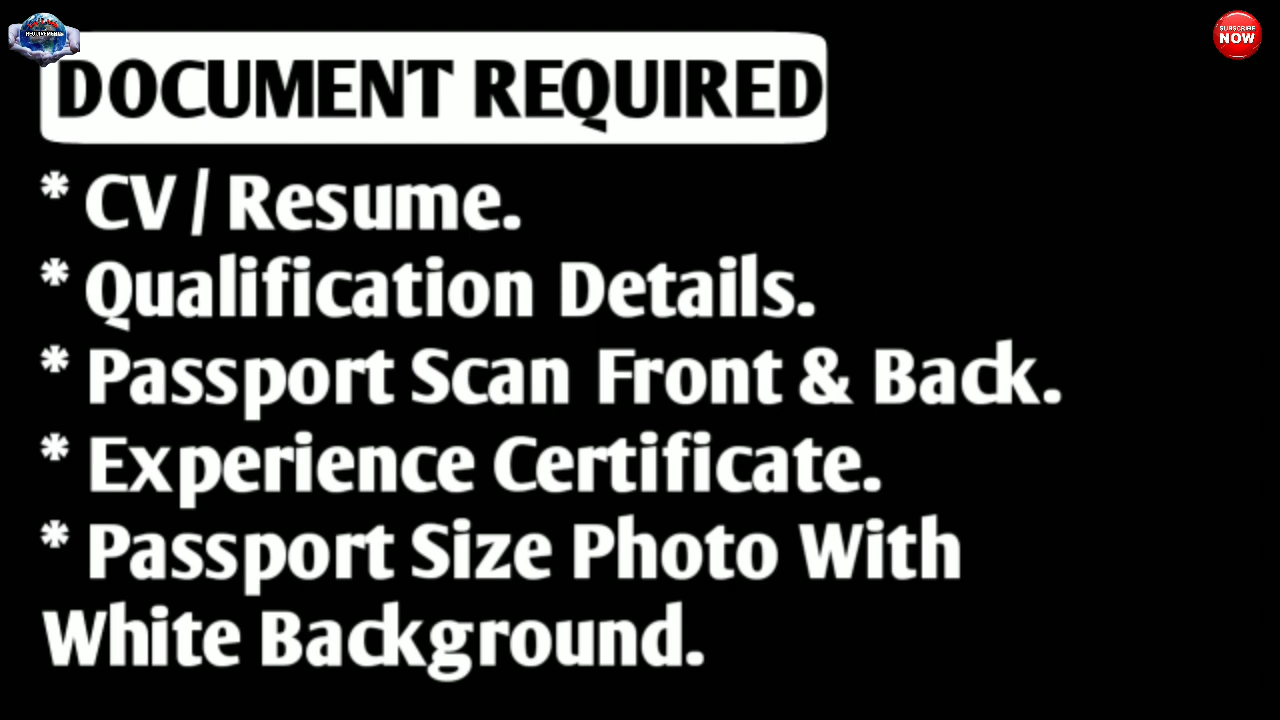 REQUIREMENTS
SUBSCRIBE
NOW
DOCUMENT REQUIRED
* CV / Resume.
* Qualification Details.
* Passport Scan Front & Back.
* Experience Certificate.
* Passport Size Photo With
White Background.